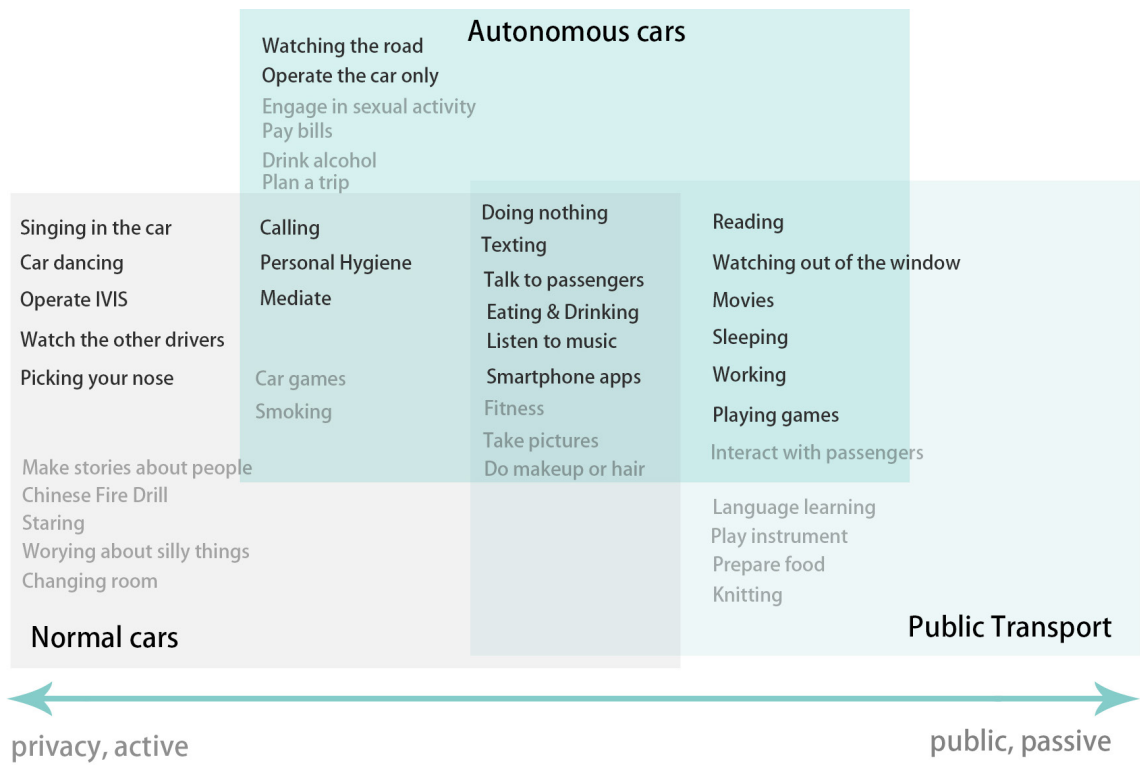 Autonomous cars
Watching the road
Operate the car only
Engage in sexual activity
Pay bills
Drink alcohol
Plan a trip
Singing in the car
Car dancing
Operate IVIS
Watch the other drivers
Picking your nose
Make stories about people
Chinese Fire Drill
Staring
Worying about silly things
Changing room
Normal cars
Calling
Personal Hygiene
Mediate
Car games
Smoking
Doing nothing
Texting
Talk to passengers
Eating & Drinking
Listen to music
Smartphone apps
Fitness
Take pictures
Do makeup or hair
Reading
Watching out of the window
Movies
Sleeping
Working
Playing games
Interact with passengers
Language learning
Play instrument
Prepare food
Knitting
Public Transport
privacy, active
public, passive